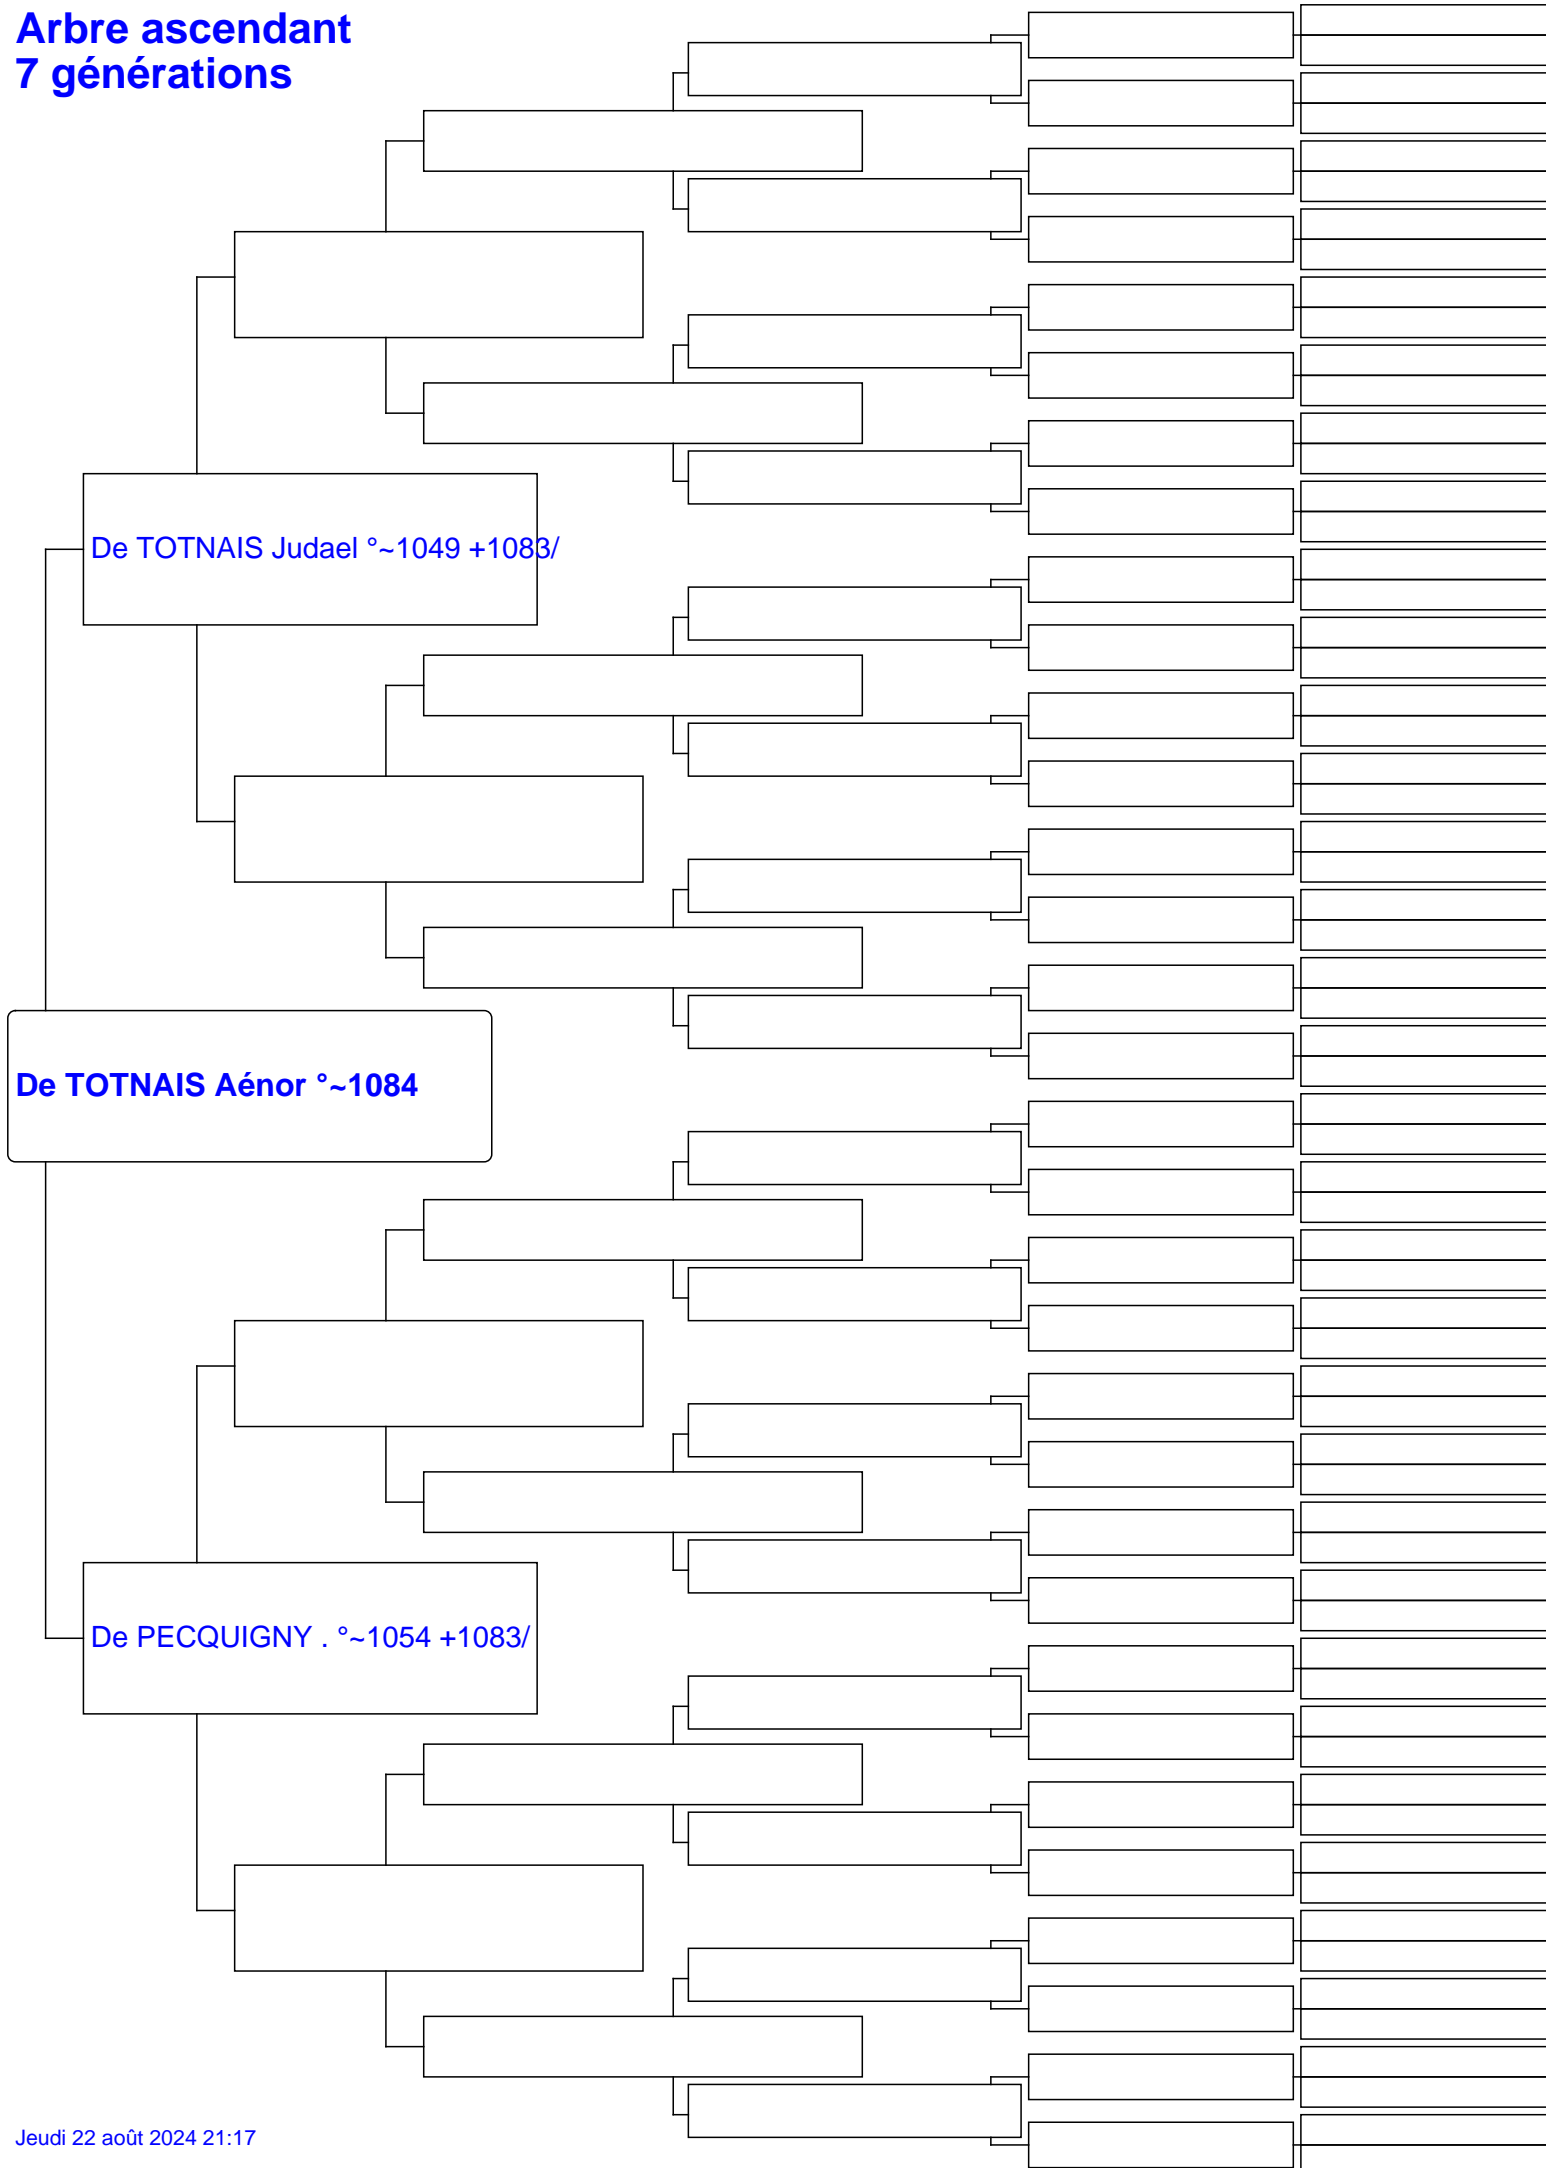 Arbre ascendant
7 générations
De TOTNAIS Judael °~1049 +1083/
De TOTNAIS Aénor °~1084
De PECQUIGNY . °~1054 +1083/
Jeudi 22 août 2024 21:17